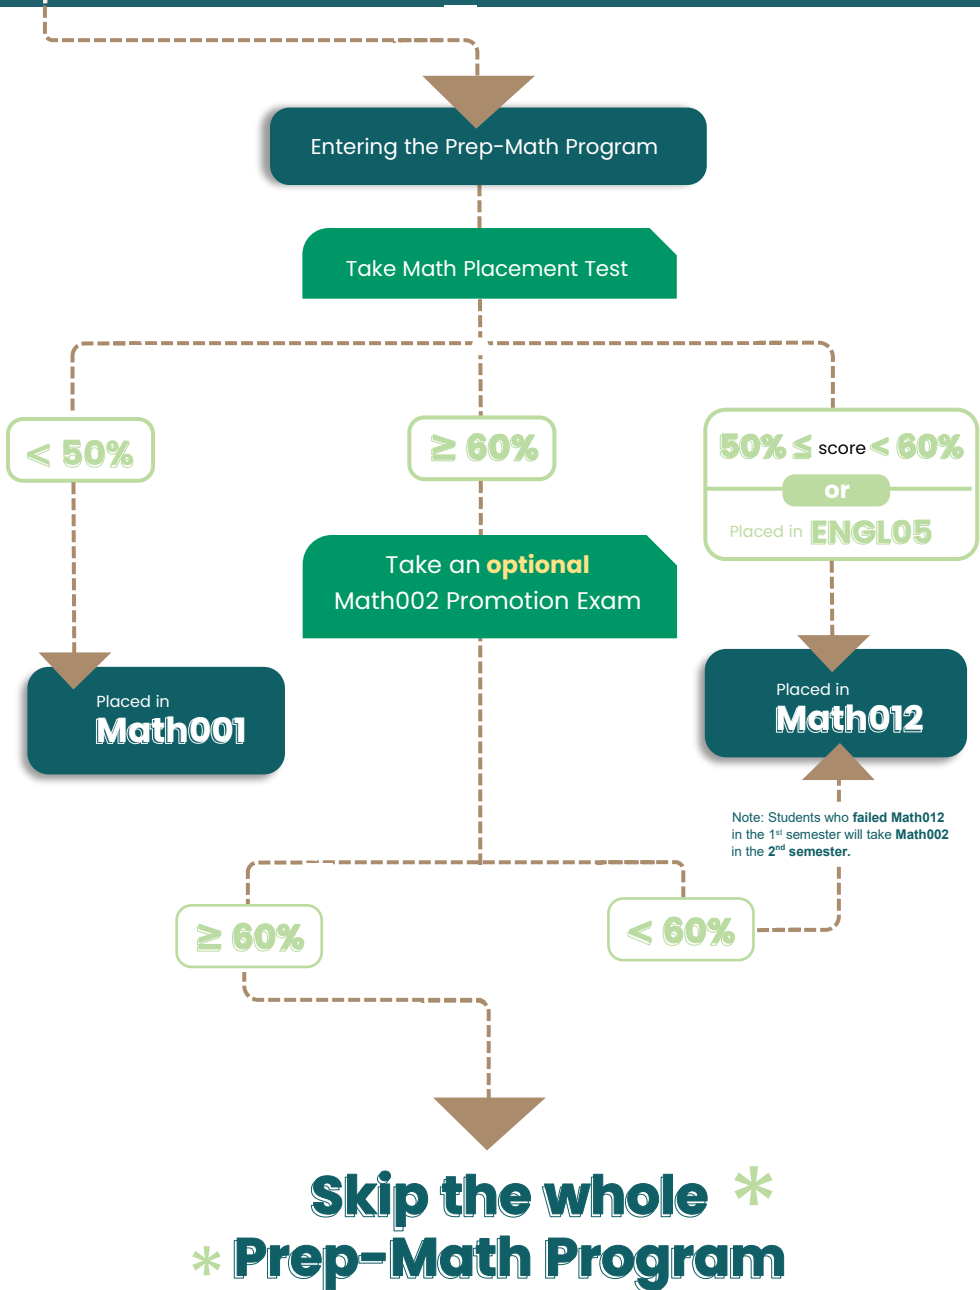 Entering the Prep-Math Program
Take Math Placement Test
< 50%
≥ 60%
50% ≤ score < 60%
or
Placed in ENGL05
Take an optional
Math002 Promotion Exam
Placed in
Math001
Placed in
Math012
Note: Students who failed Math012
in the 1st semester will take Math002
in the 2nd semester.
≥ 60%
< 60%
Skip the whole *
* Prep-Math Program